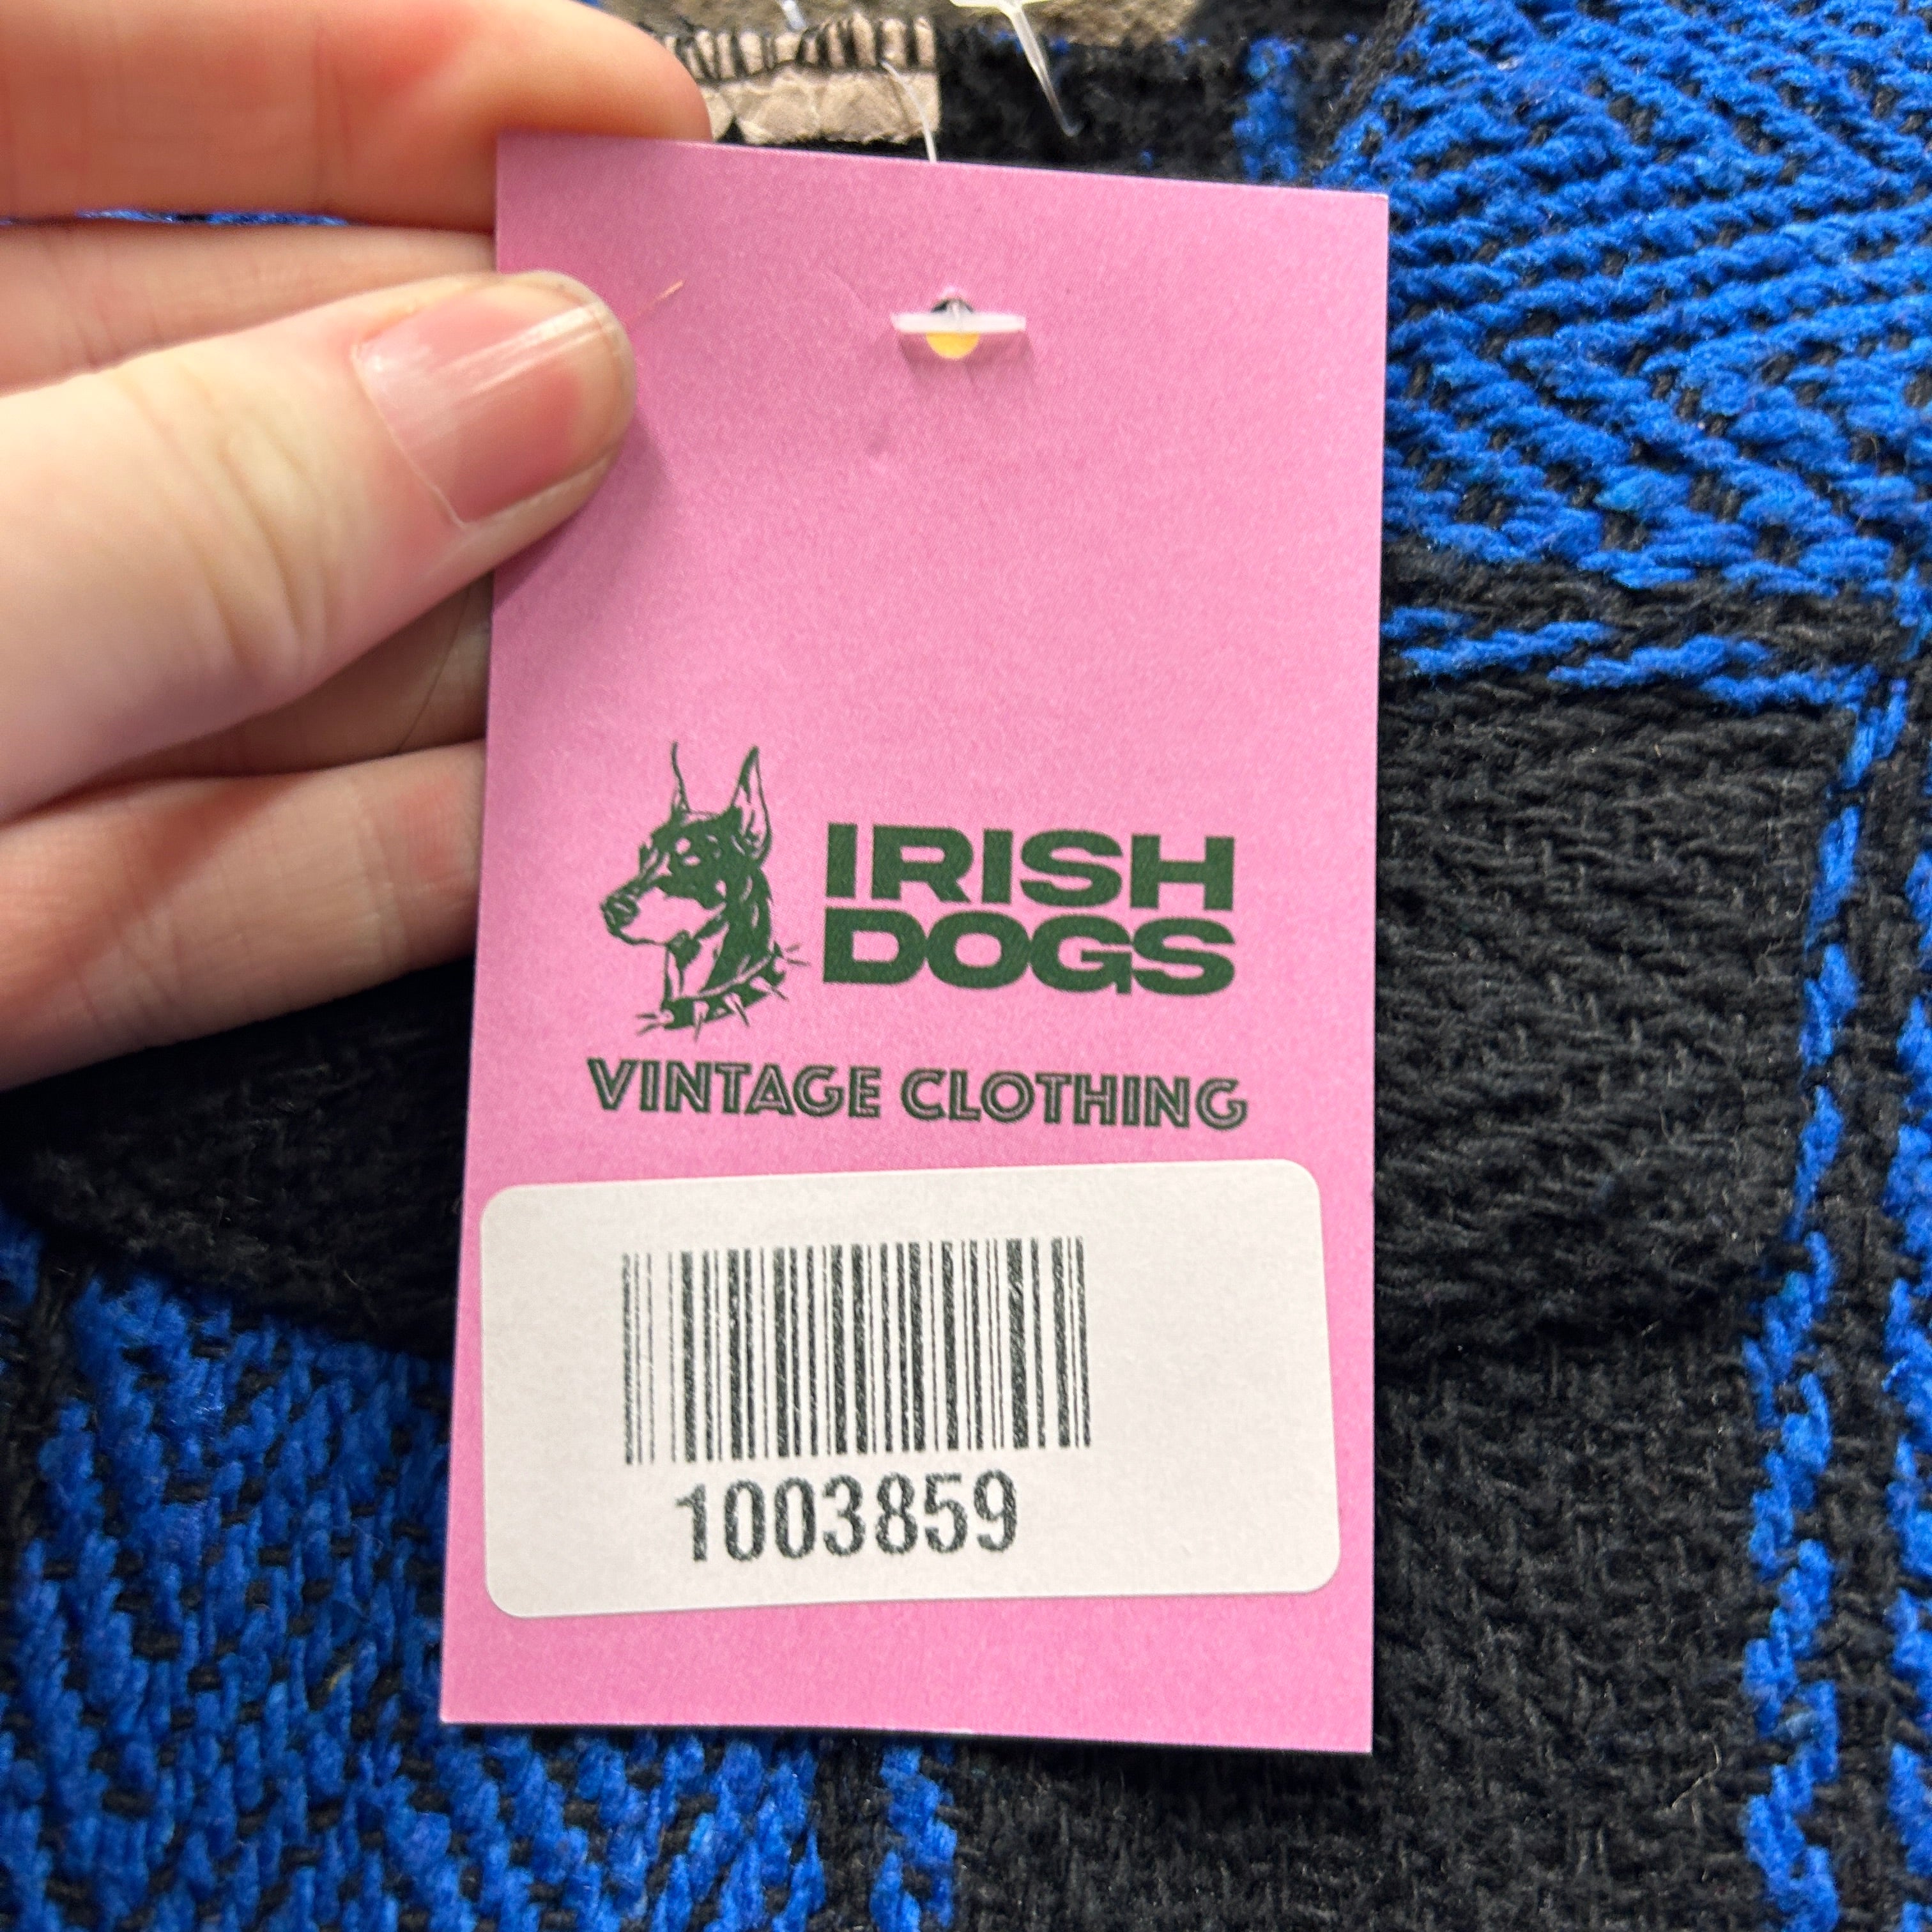 IRISH
DOGS
VINTAGE CLOTHING
1003859